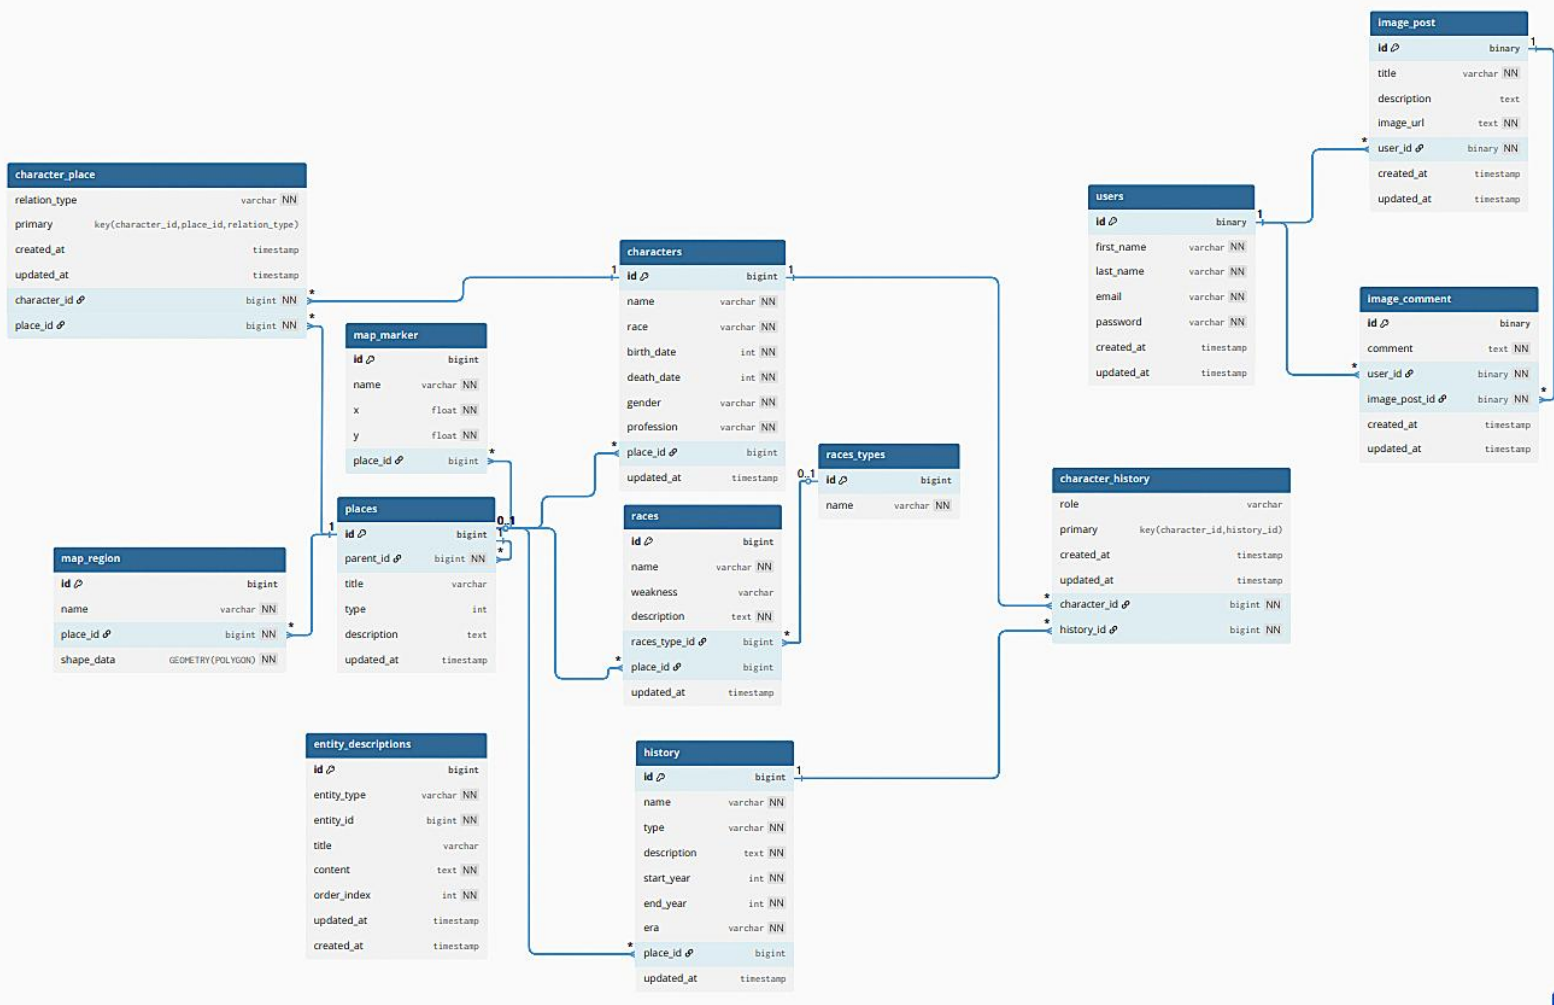 image_post
id binary
title varchar NN
description text
image_url text NN
user_id binary NN
created_at timestamp
updated_at timestamp
1
*
character_place
relation_type varchar NN
primary key(character_id,place_id,relation_type)
created_at timestamp
updated_at timestamp
character_id bigint NN
place_id bigint NN
*
*
users
id binary
first_name varchar NN
last_name varchar NN
email varchar NN
password varchar NN
created_at timestamp
updated_at timestamp
1
characters
1 id bigint 1
name varchar NN
race varchar NN
birth_date int NN
death_date int NN
gender varchar NN
profession varchar NN
* place_id bigint
updated_at timestamp
image_comment
id binary
comment text NN
* user_id binary NN
image_post_id binary NN *
created_at timestamp
updated_at timestamp
map_marker
id bigint
name varchar NN
x float NN
y float NN
place_id bigint *
races_types
0..1 id bigint
name varchar NN
character_history
role varchar
primary key(character_id,history_id)
created_at timestamp
updated_at timestamp
* character_id bigint NN
* history_id bigint NN
places
1 id bigint 0..1
1
parent_id bigint NN *
title varchar
type int
description text
updated_at timestamp
races
id bigint
name varchar NN
weakness varchar
description text NN
races_type_id bigint *
* place_id bigint
updated_at timestamp
map_region
id bigint
name varchar NN
place_id bigint NN *
shape_data GEOMETRY(POLYGON) NN
entity_descriptions
id bigint
entity_type varchar NN
entity_id bigint NN
title varchar
content text NN
order_index int NN
updated_at timestamp
created_at timestamp
history
id bigint 1
name varchar NN
type varchar NN
description text NN
start_year int NN
end_year int NN
era varchar NN
* place_id bigint
updated_at timestamp